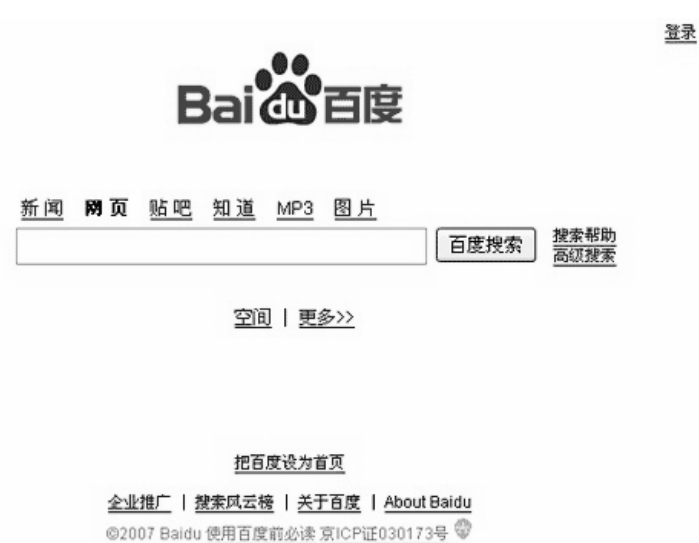 登录
Baidu百度
新闻 网页 贴吧 知道 MP3 图片
百度搜索 搜索帮助
高级搜索
空间 | 更多>>
把百度设为首页
企业推广 | 搜索风云榜 | 关于百度 | About Baidu
©2007 Baidu 使用百度前必读 京ICP证030173号